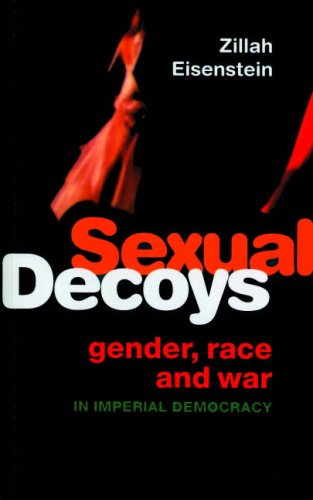 Zillah
Eisenstein
Sexual
Decoys
gender, race
and war
IN IMPERIAL DEMOCRACY